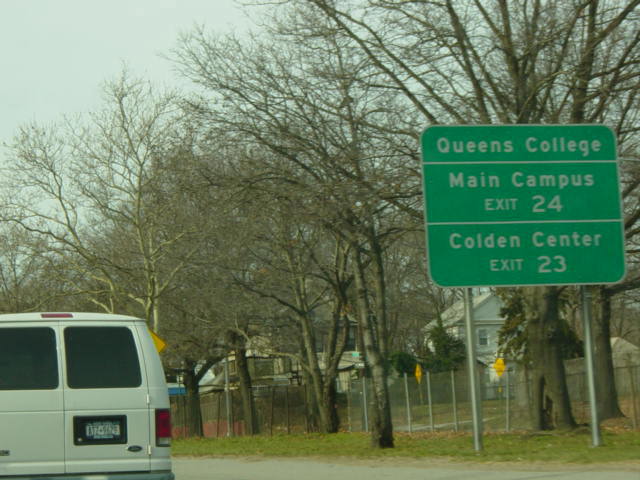 Queens College
Main Campus
EXIT 24
Colden Center
EXIT 23